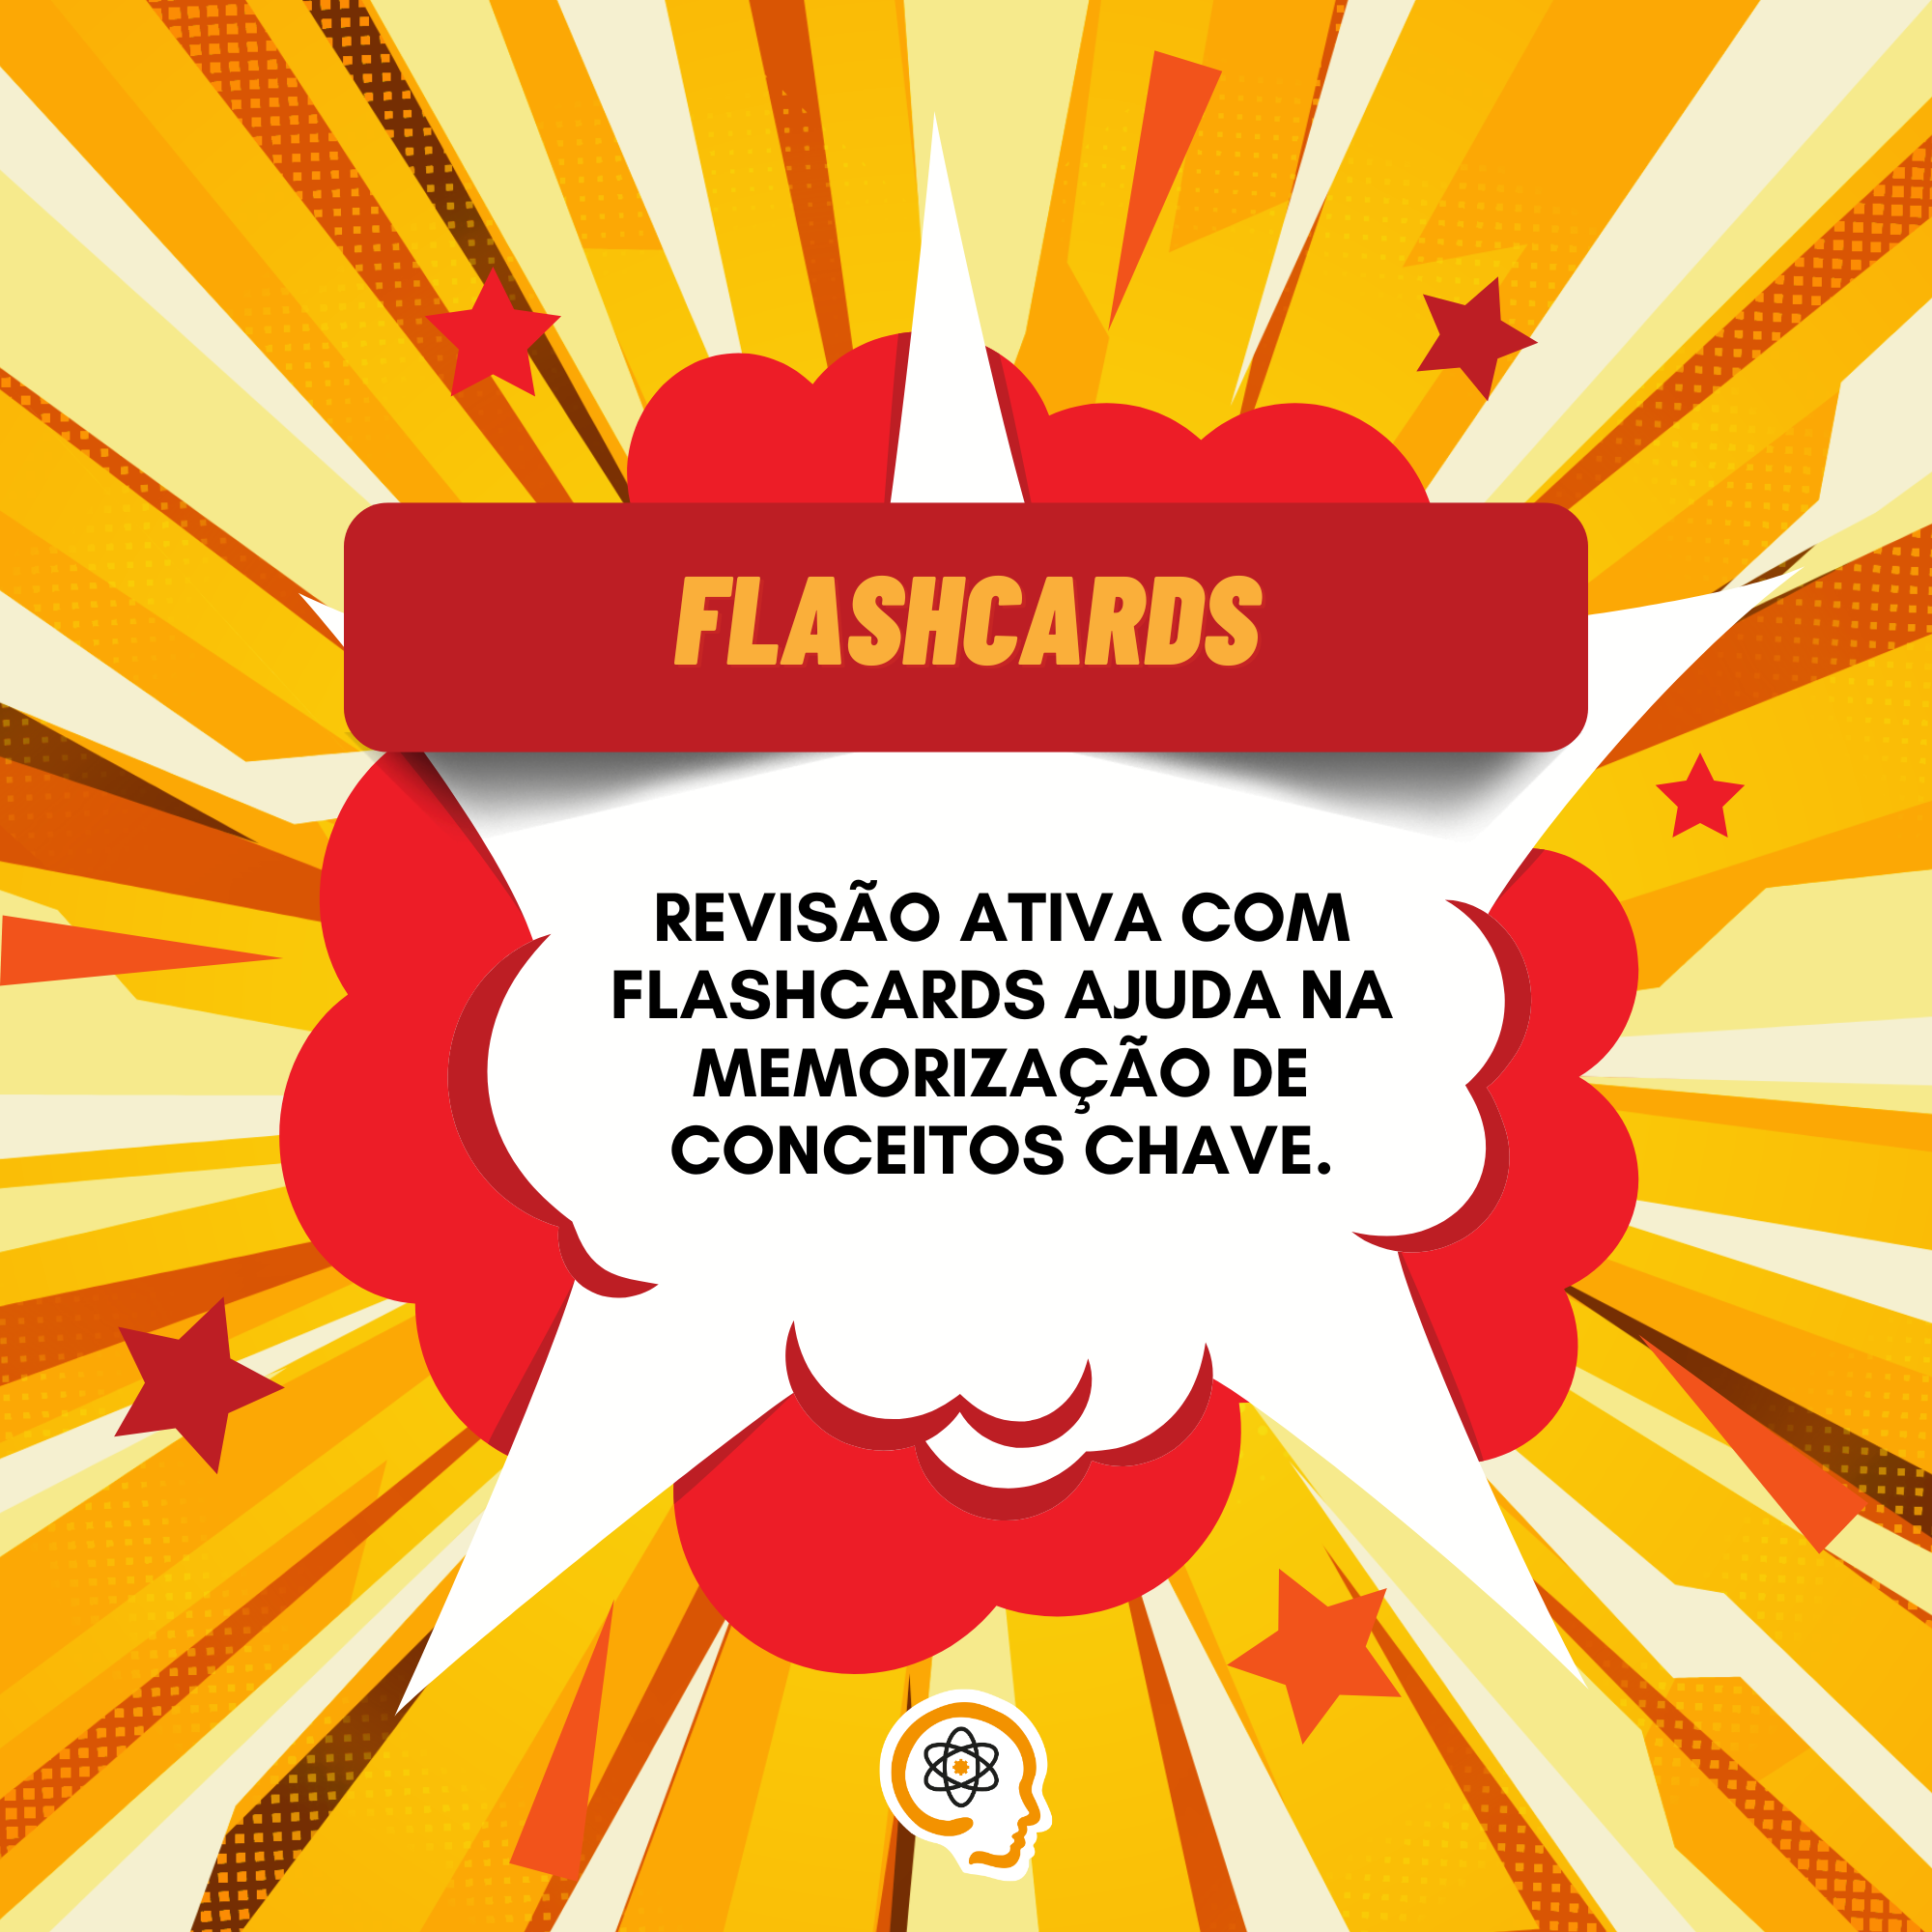 FLASHCARDS
REVISÃO ATIVA COM
FLASHCARDS AJUDA NA
MEMORIZAÇÃO DE
CONCEITOS CHAVE.